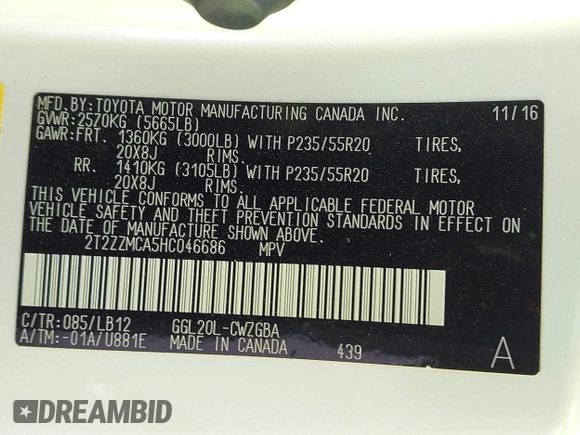 MFD.BY:TOYOTA MOTOR MANUFACTURING CANADA INC. 11/16
GVWR:2570KG (5665LB)
GAWR:FRT. 1360KG (3000LB) WITH P235/55R20 TIRES,
20X8J RIMS.
RR. 1410KG (3105LB) WITH P235/55R20 TIRES,
20X8J RIMS.
THIS VEHICLE CONFORMS TO ALL APPLICABLE FEDERAL MOTOR
VEHICLE SAFETY AND THEFT PREVENTION STANDARDS IN EFFECT ON
THE DATE OF MANUFACTURE SHOWN ABOVE.
2T2ZZMCA5HC046686 MPV
C/TR:085/LB12 GGL20L-CWZGBA
A/TM:-01A/U881E MADE IN CANADA 439 A
DREAMBID